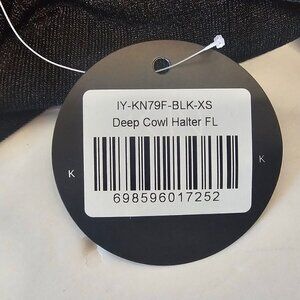 IY-KN79F-BLK-XS
Deep Cowl Halter FL
K
K
698596017252